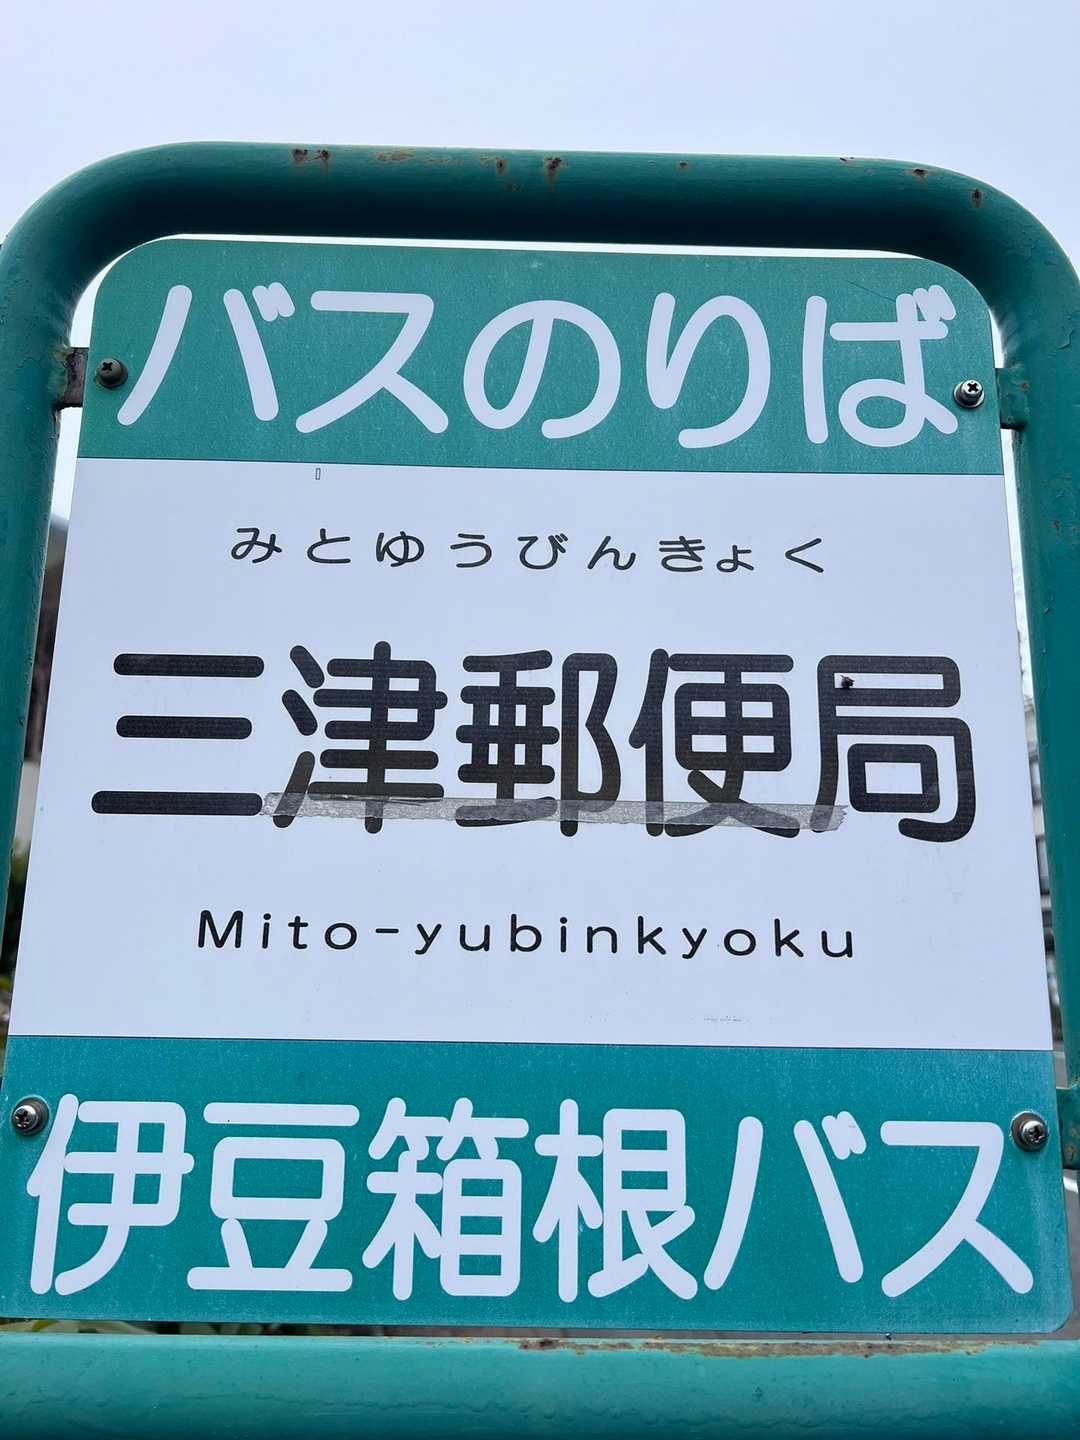 バスのりば
みとゆうびんきょく
三津郵便局
Mito-yubinkyoku
伊豆箱根バス